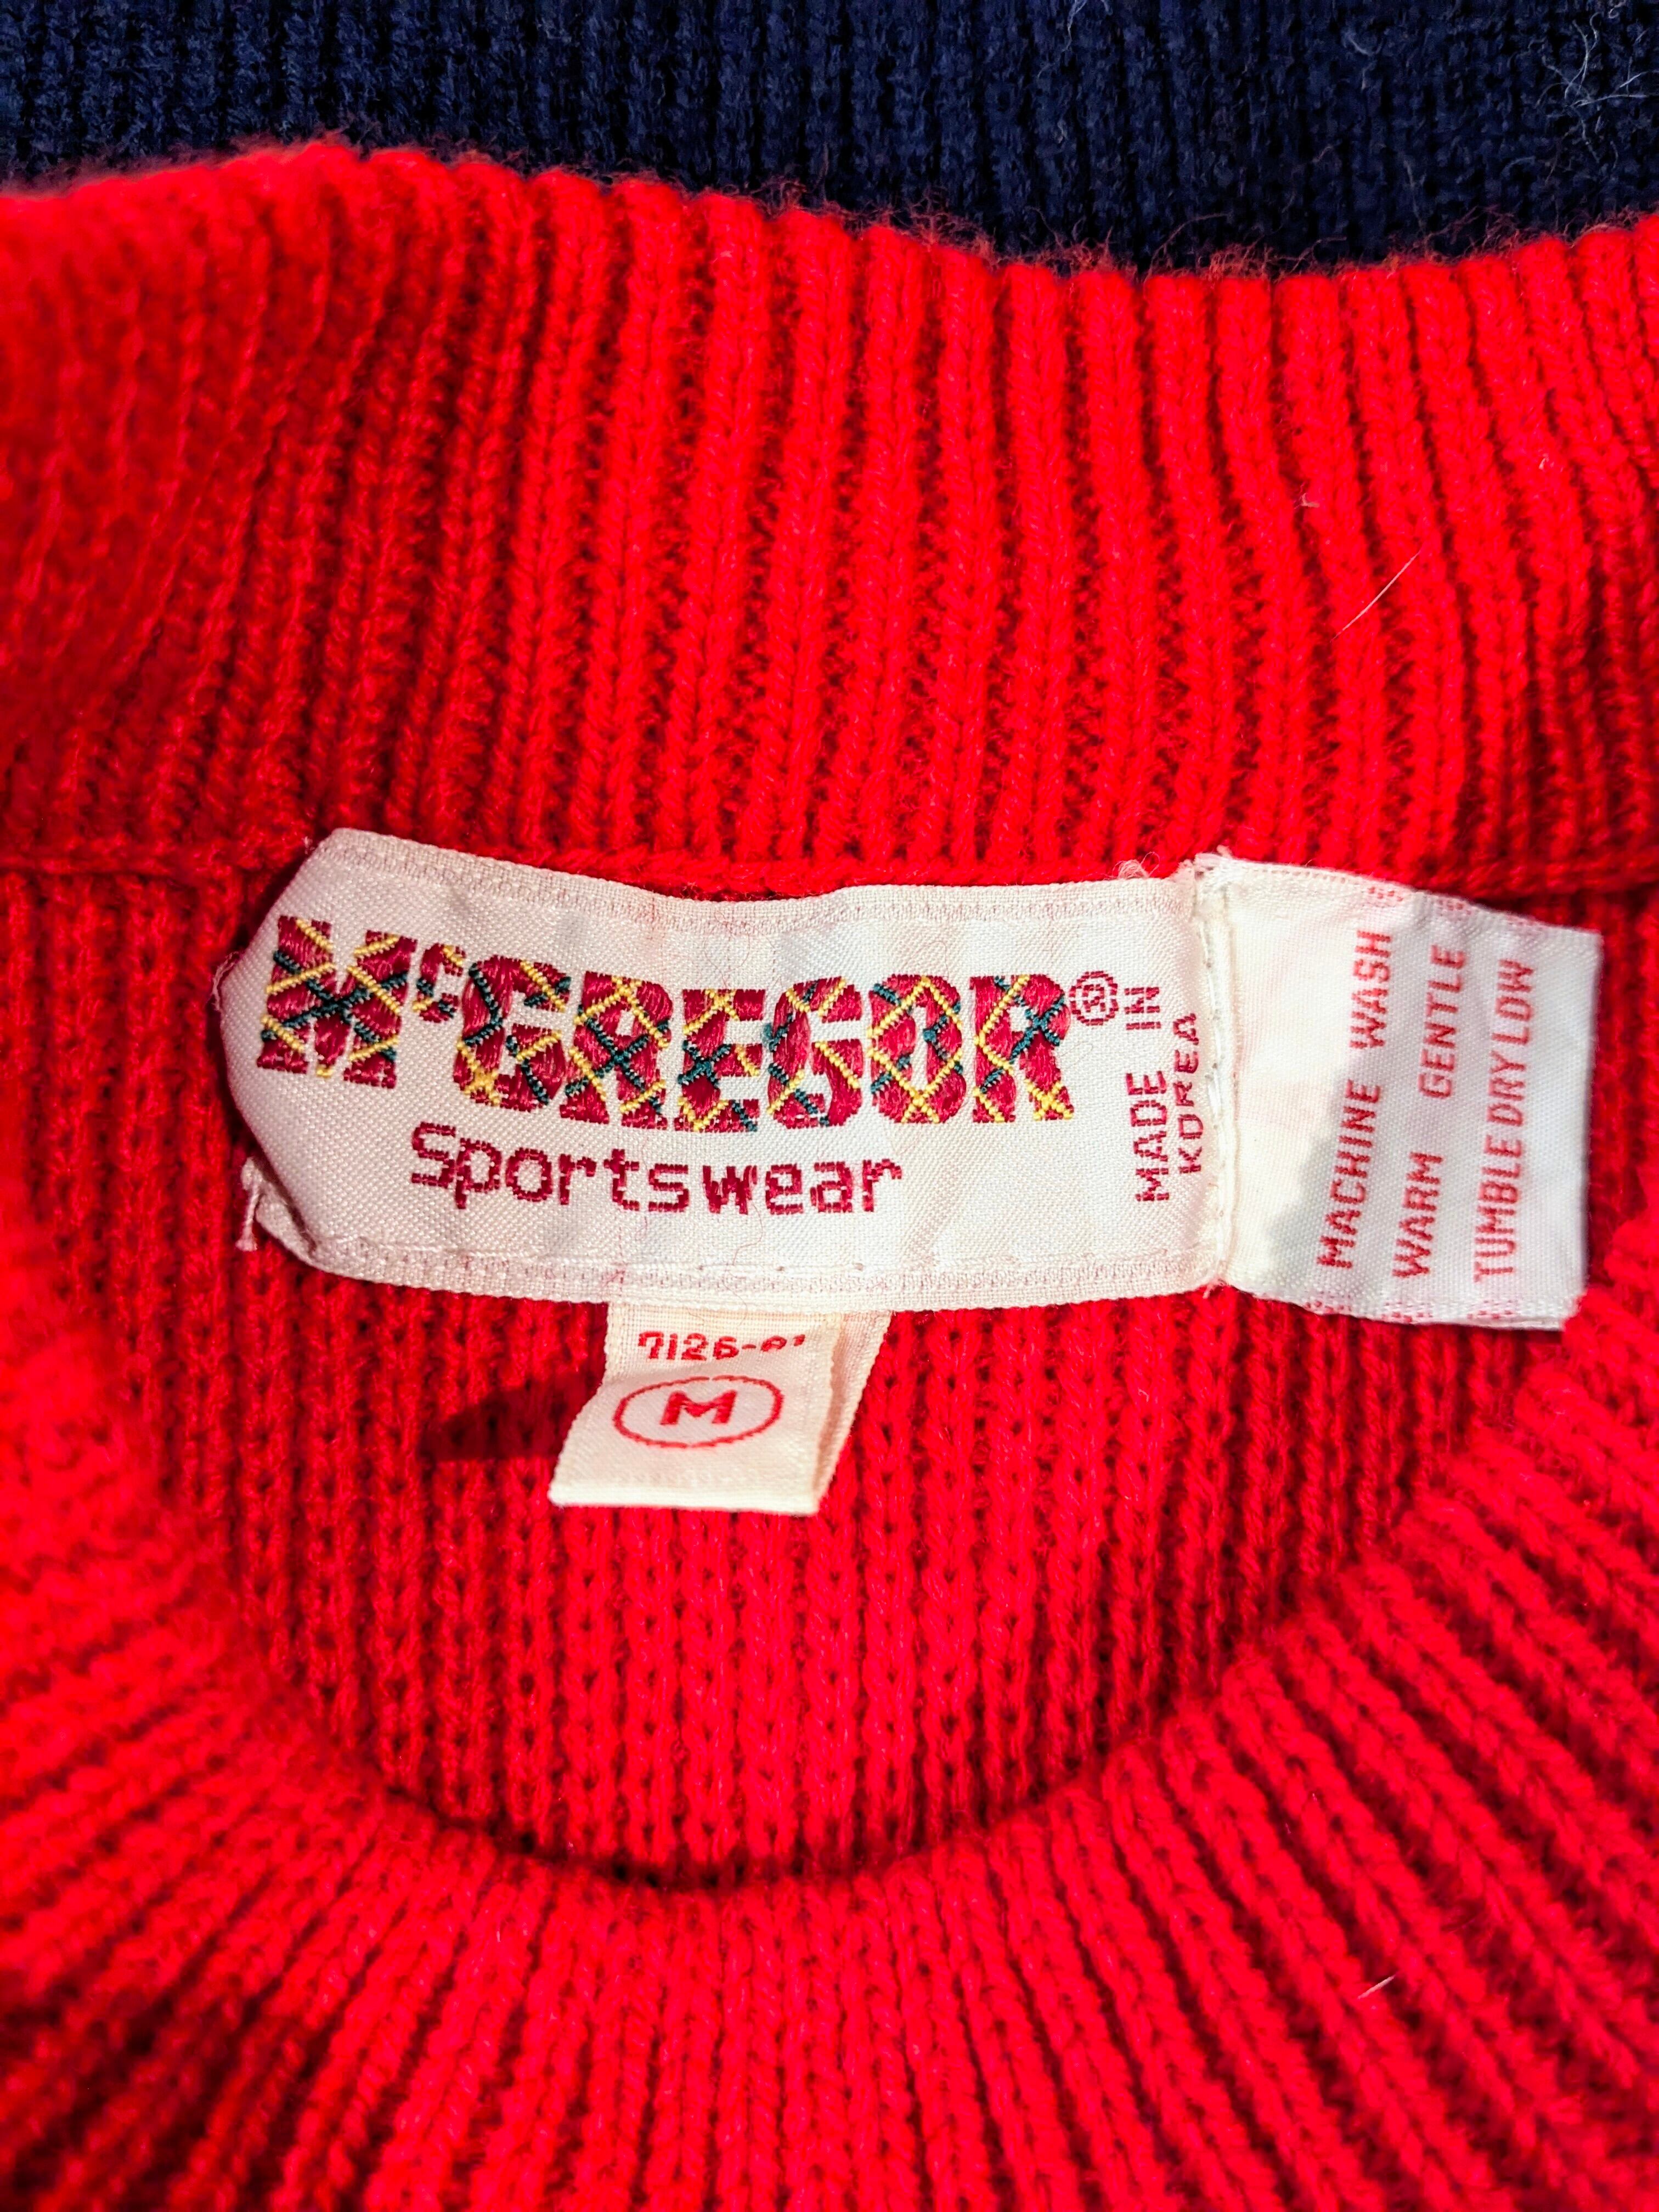 McGREGOR®
Sportswear
MADE IN
KOREA
MACHINE WASH
WARM GENTLE
TUMBLE DRY LOW
M